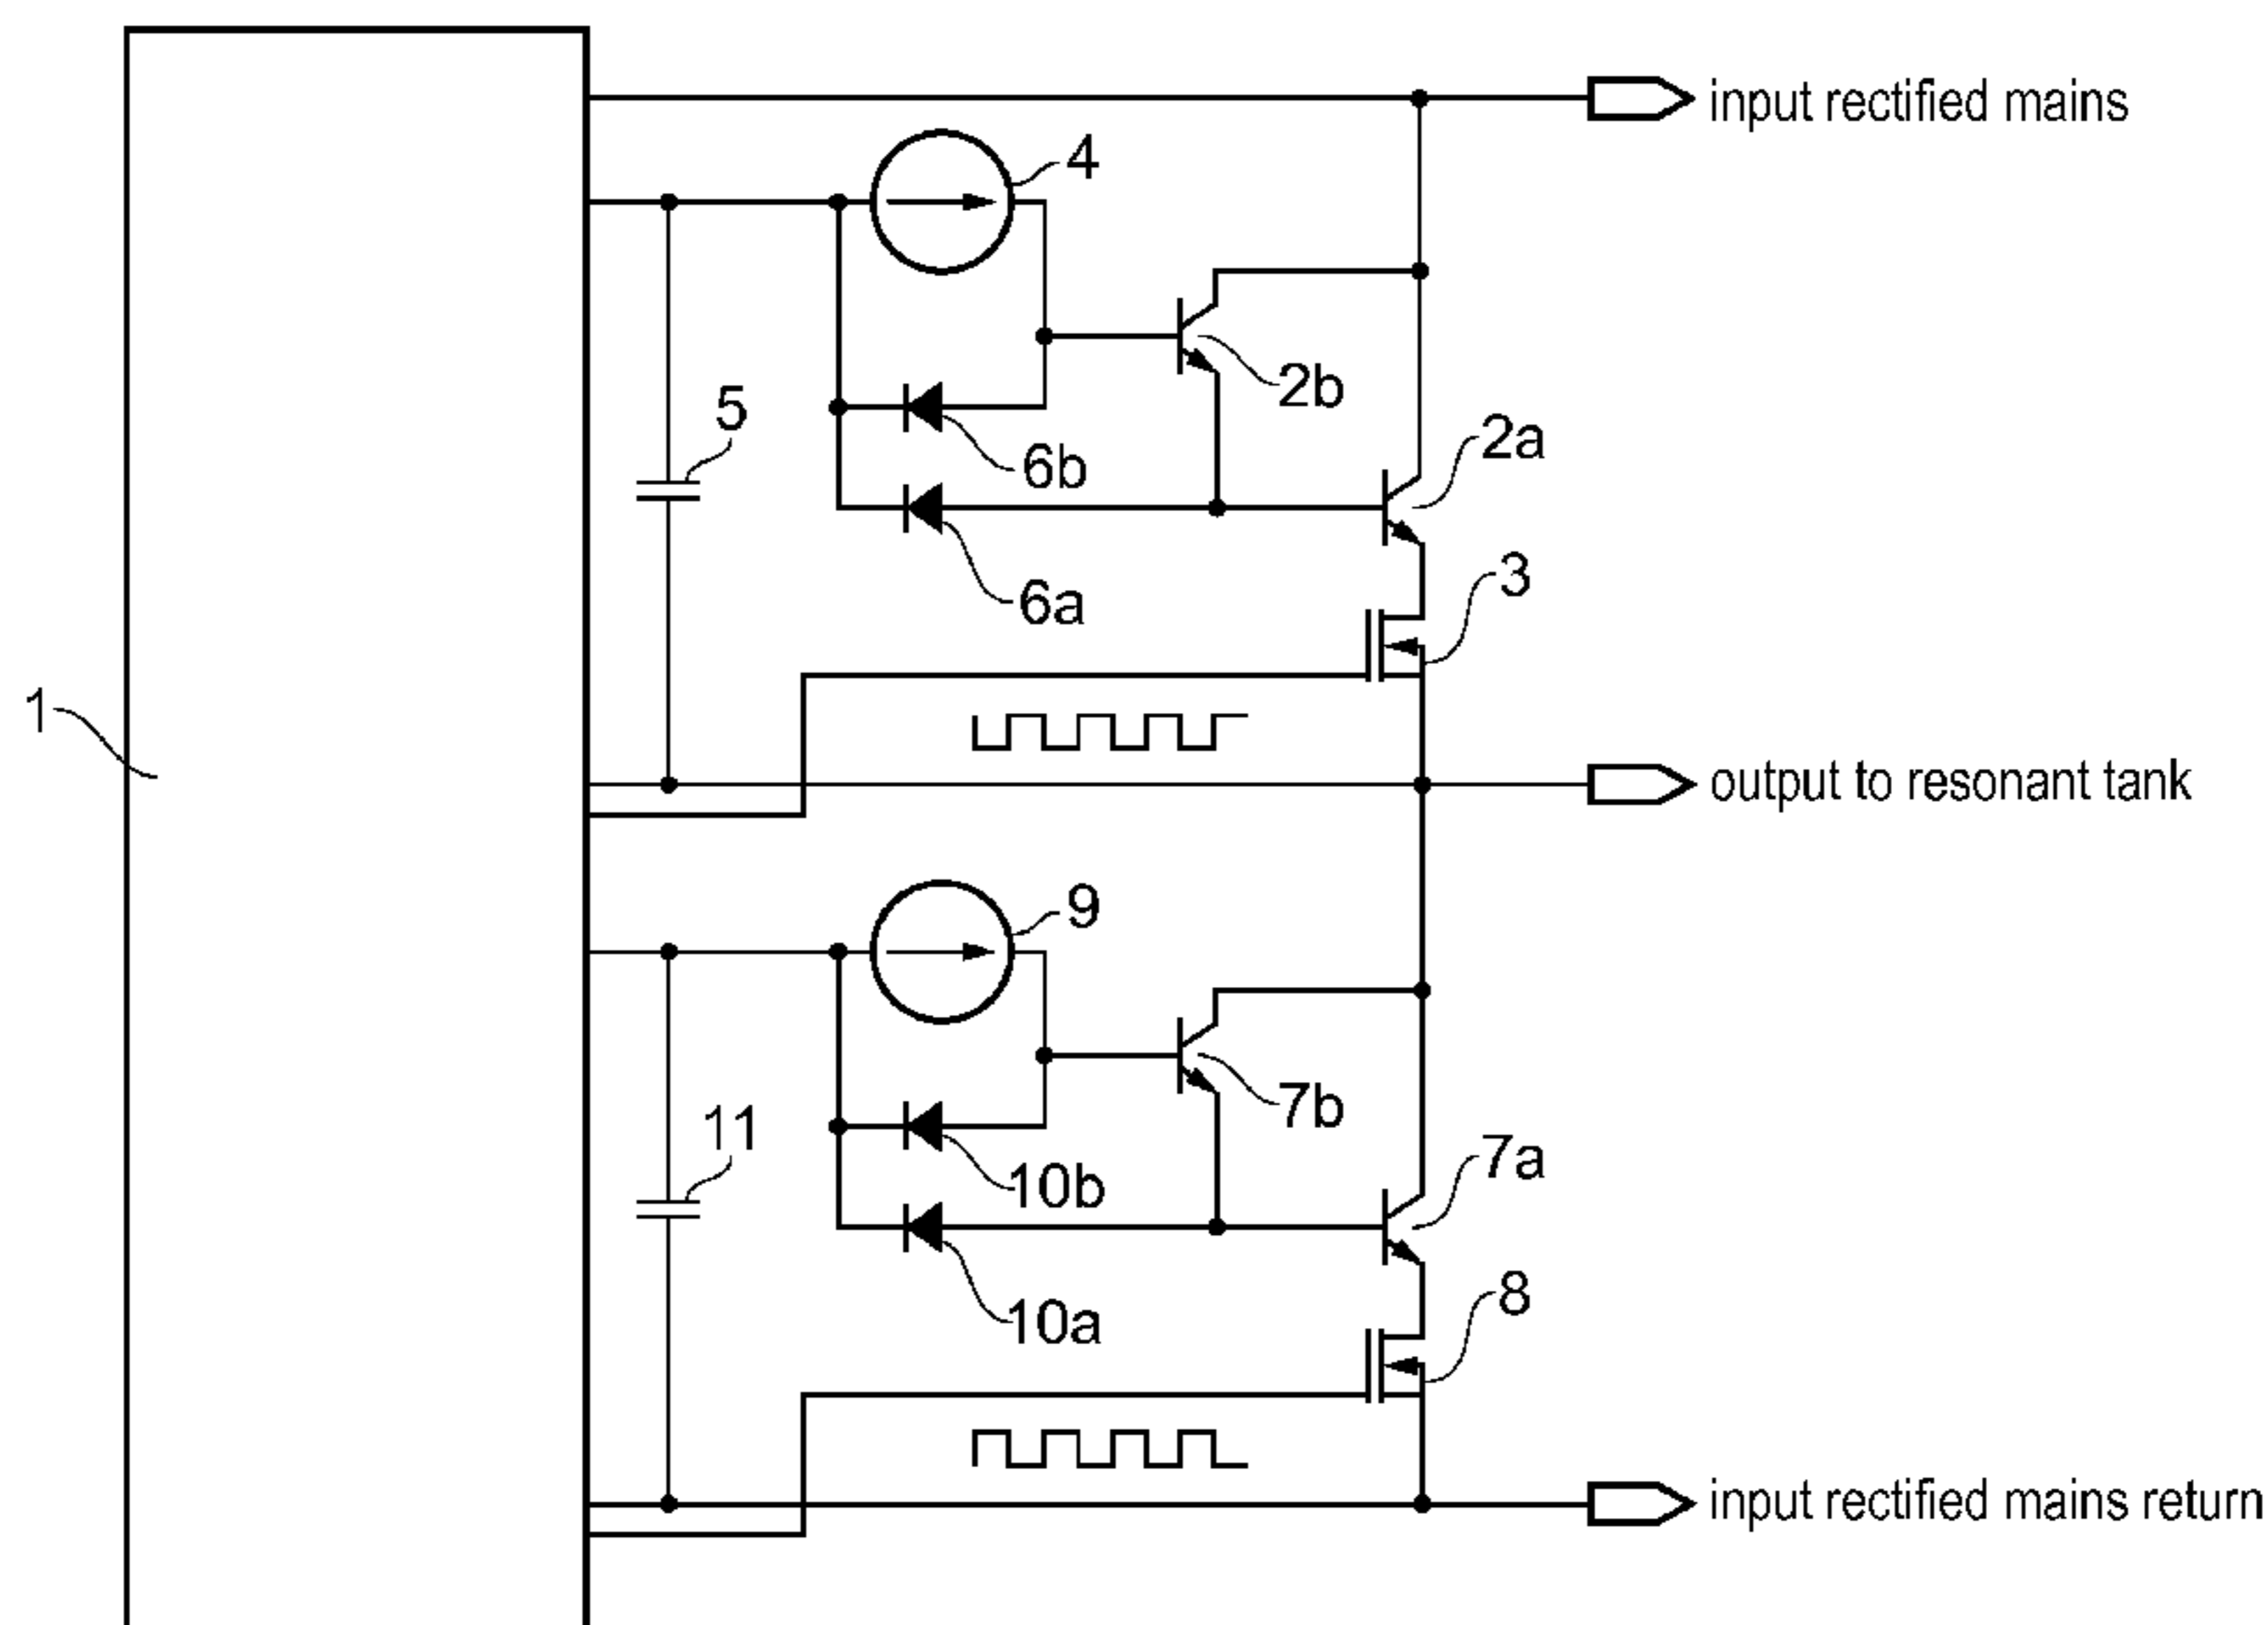 input rectified mains
4
2b
5
2a
6b
6a
3
1
output to resonant tank
9
7b
11
7a
10b
10a
8
input rectified mains return